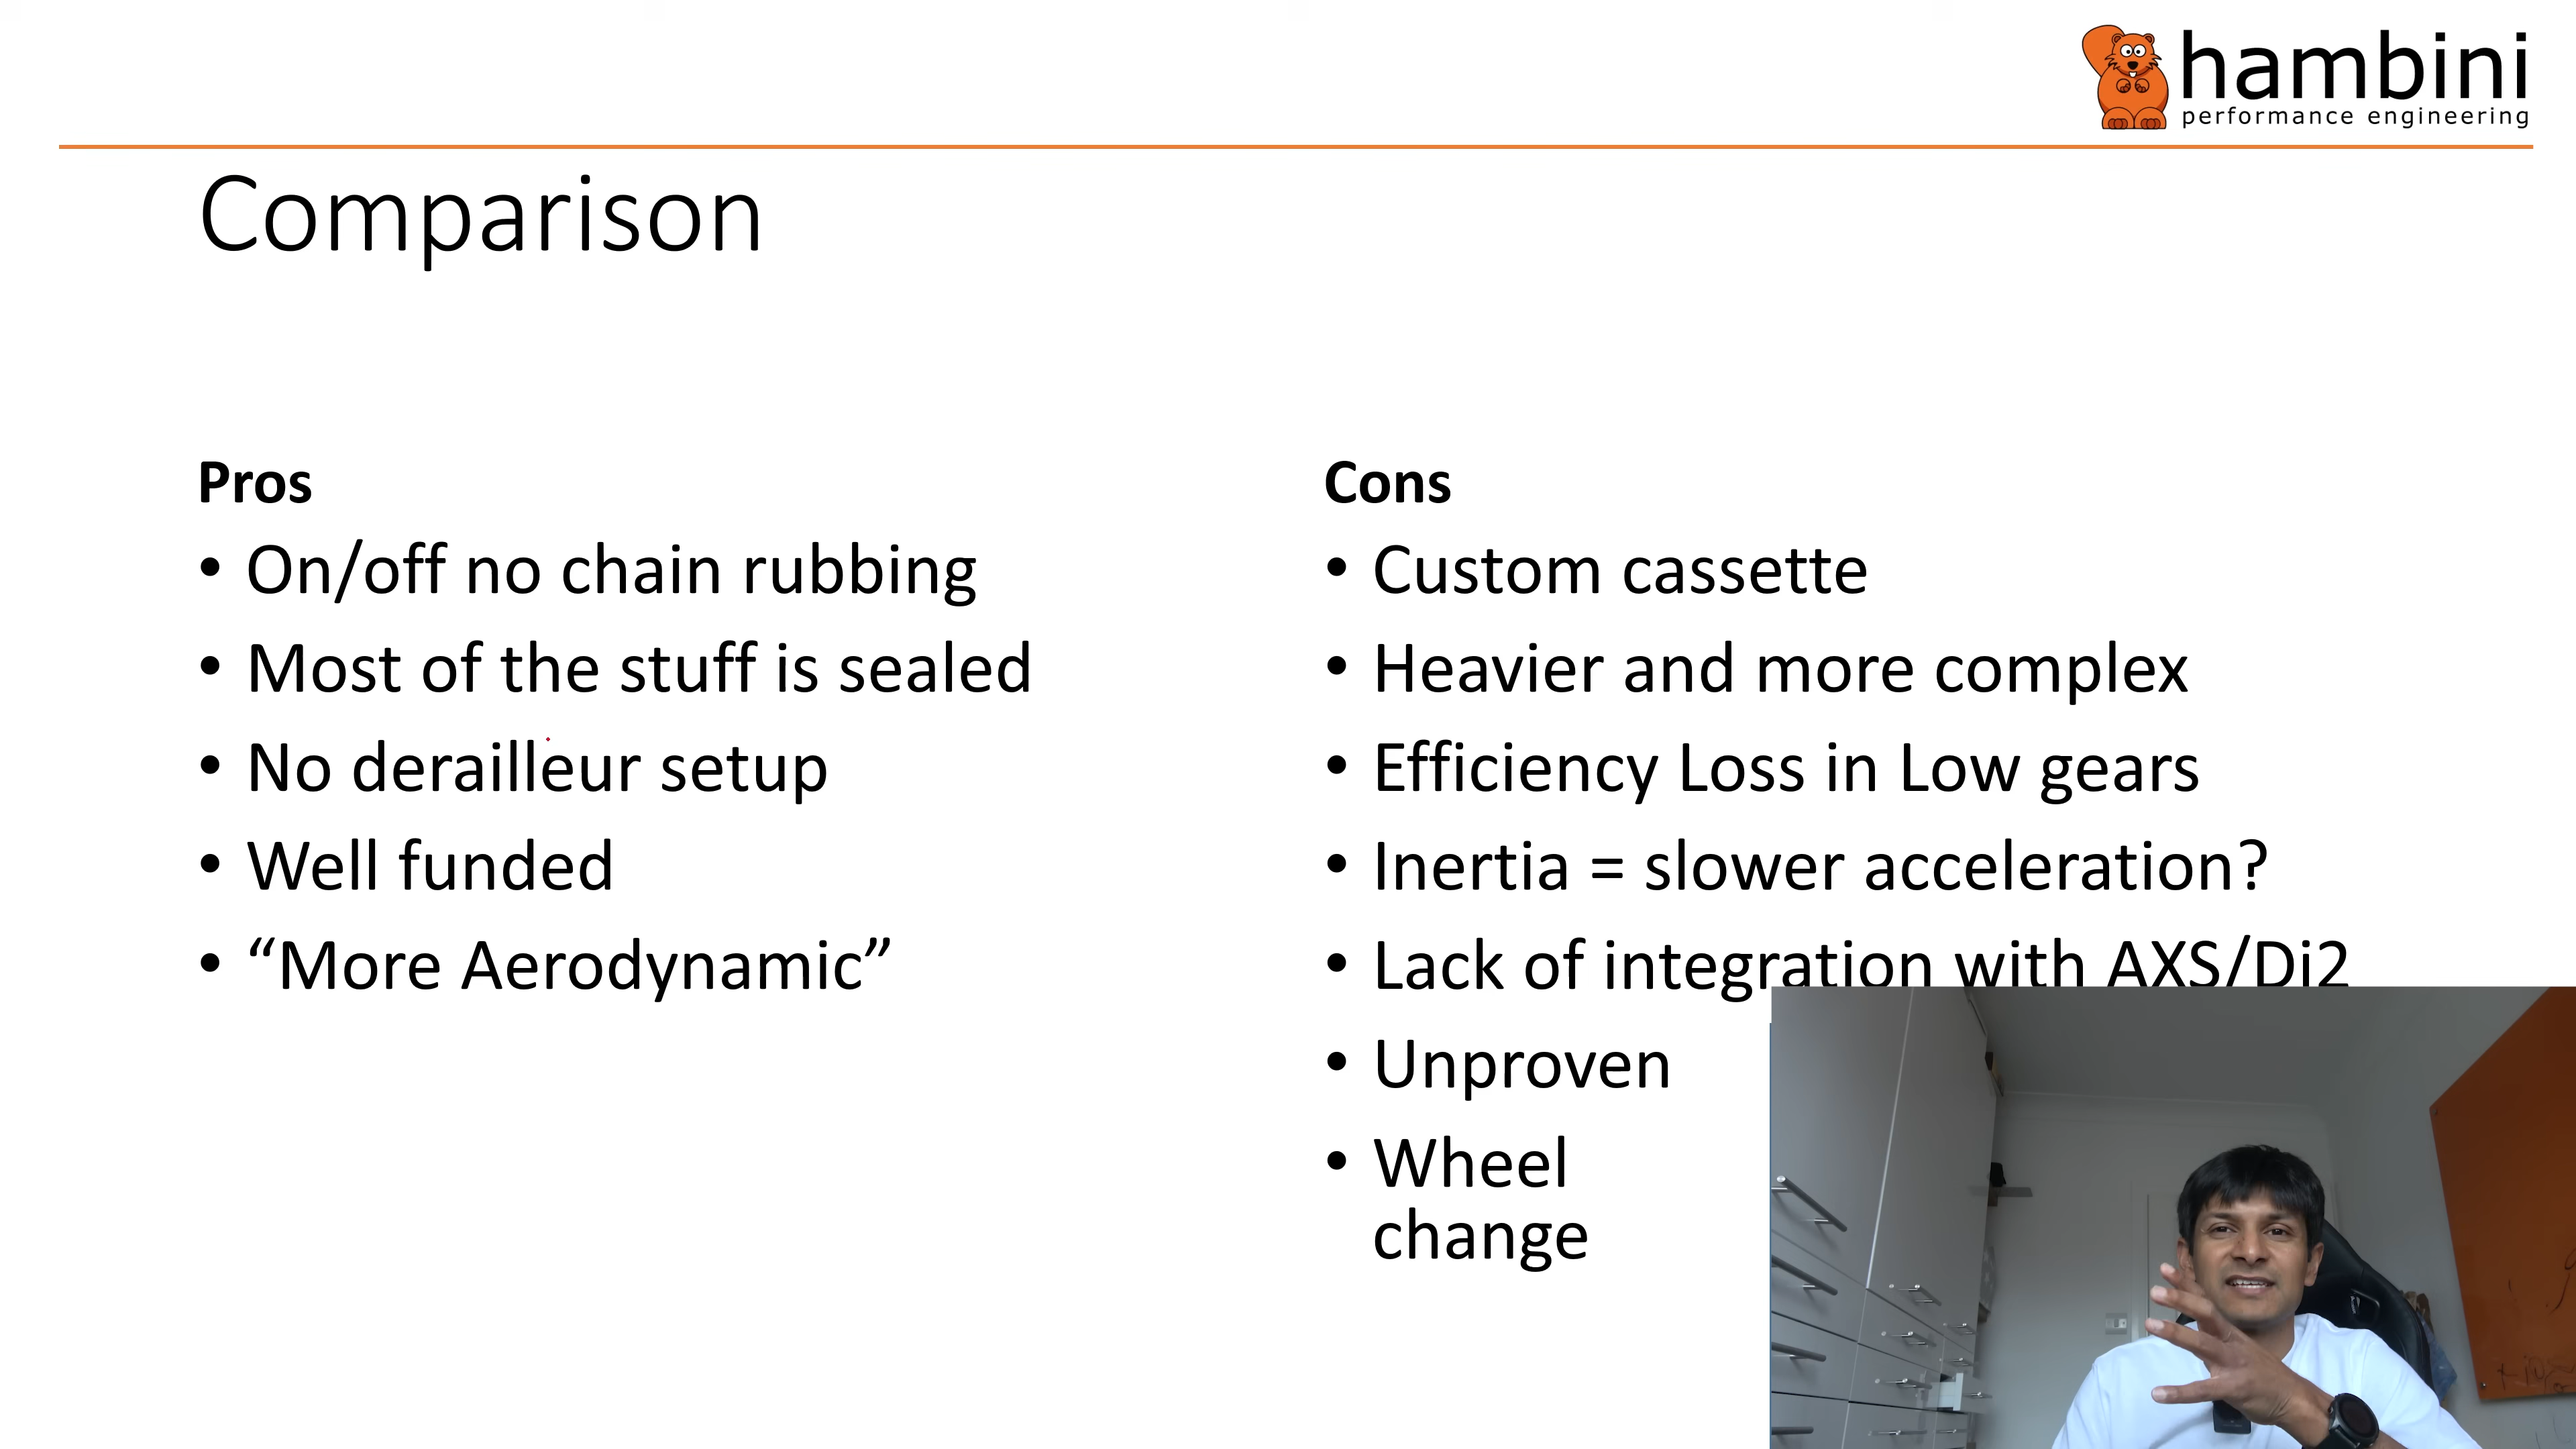 hambini
performance engineering
Comparison
Pros
• On/off no chain rubbing
• Most of the stuff is sealed
• No derailleur setup
• Well funded
• “More Aerodynamic”
Cons
• Custom cassette
• Heavier and more complex
• Efficiency Loss in Low gears
• Inertia = slower acceleration?
• Lack of integration with AXS/Di2
• Unproven
• Wheel
change